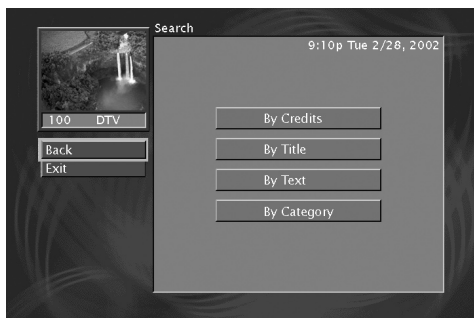 Search
9:10p Tue 2/28, 2002
100 DTV
Back
Exit
By Credits
By Title
By Text
By Category